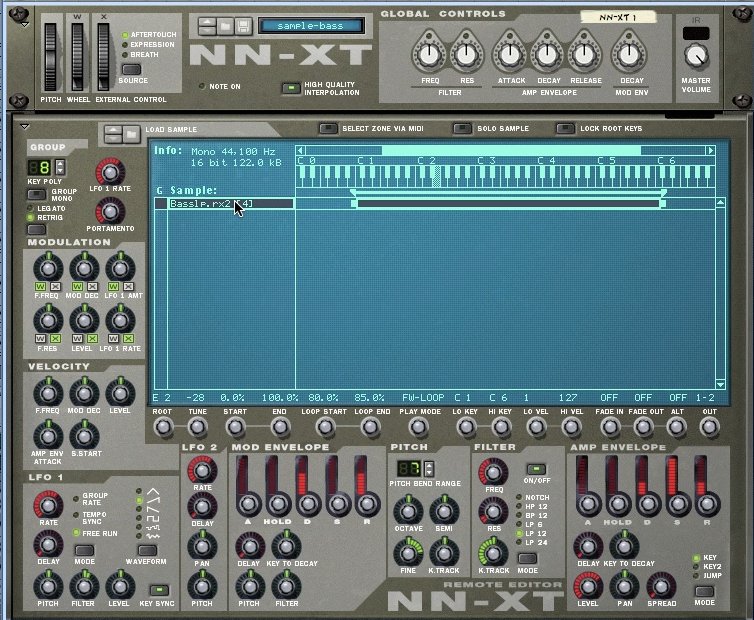 GLOBAL CONTROLS
NN-XT 1
IR
W X
AFTERTOUCH
EXPRESSION
BREATH
SOURCE
PITCH WHEEL EXTERNAL CONTROL
sample-bass
NN-XT
NOTE ON
HIGH QUALITY
INTERPOLATION
FREQ RES ATTACK DECAY RELEASE DECAY
FILTER AMP ENVELOPE MOD ENV
MASTER
VOLUME
LOAD SAMPLE
SELECT ZONE VIA MIDI
SOLO SAMPLE
LOCK ROOT KEYS
GROUP
8
KEY POLY
GROUP
MONO
LEGATO
RETRIG
LFO 1 RATE
PORTAMENTO
Info: Mono 44,100 Hz
16 bit 122.0 kB
C 0 C 1 C 2 C 3 C 4 C 5 C 6
G Sample:
Basslp.rx2 [4]
MODULATION
W X W X W X
F.FREQ MOD DEC LFO 1 AMT
W X W X W X
F.RES LEVEL LFO 1 RATE
VELOCITY
F.FREQ MOD DEC LEVEL
AMP ENV
ATTACK
S.START
E 2 -28 0.0% 100.0% 80.0% 85.0% FW-LOOP C 1 C 6 1 127 OFF OFF OFF 1-2
ROOT TUNE START END LOOP START LOOP END PLAY MODE LO KEY HI KEY LO VEL HI VEL FADE IN FADE OUT ALT OUT
LFO 1
RATE
GROUP
RATE
TEMPO
SYNC
FREE RUN
DELAY
MODE
WAVEFORM
PITCH FILTER LEVEL KEY SYNC
LFO 2
RATE
DELAY
PAN
PITCH
MOD ENVELOPE
A HOLD D S R
DELAY KEY TO DECAY
PITCH FILTER
PITCH
7
PITCH BEND RANGE
OCTAVE SEMI
FINE K.TRACK
FILTER
FREQ
ON/OFF
RES
NOTCH
HP 12
BP 12
LP 6
LP 12
LP 24
K.TRACK
MODE
AMP ENVELOPE
A HOLD D S R
DELAY KEY TO DECAY
KEY
KEY2
JUMP
LEVEL PAN SPREAD
MODE
REMOTE EDITOR
NN-XT